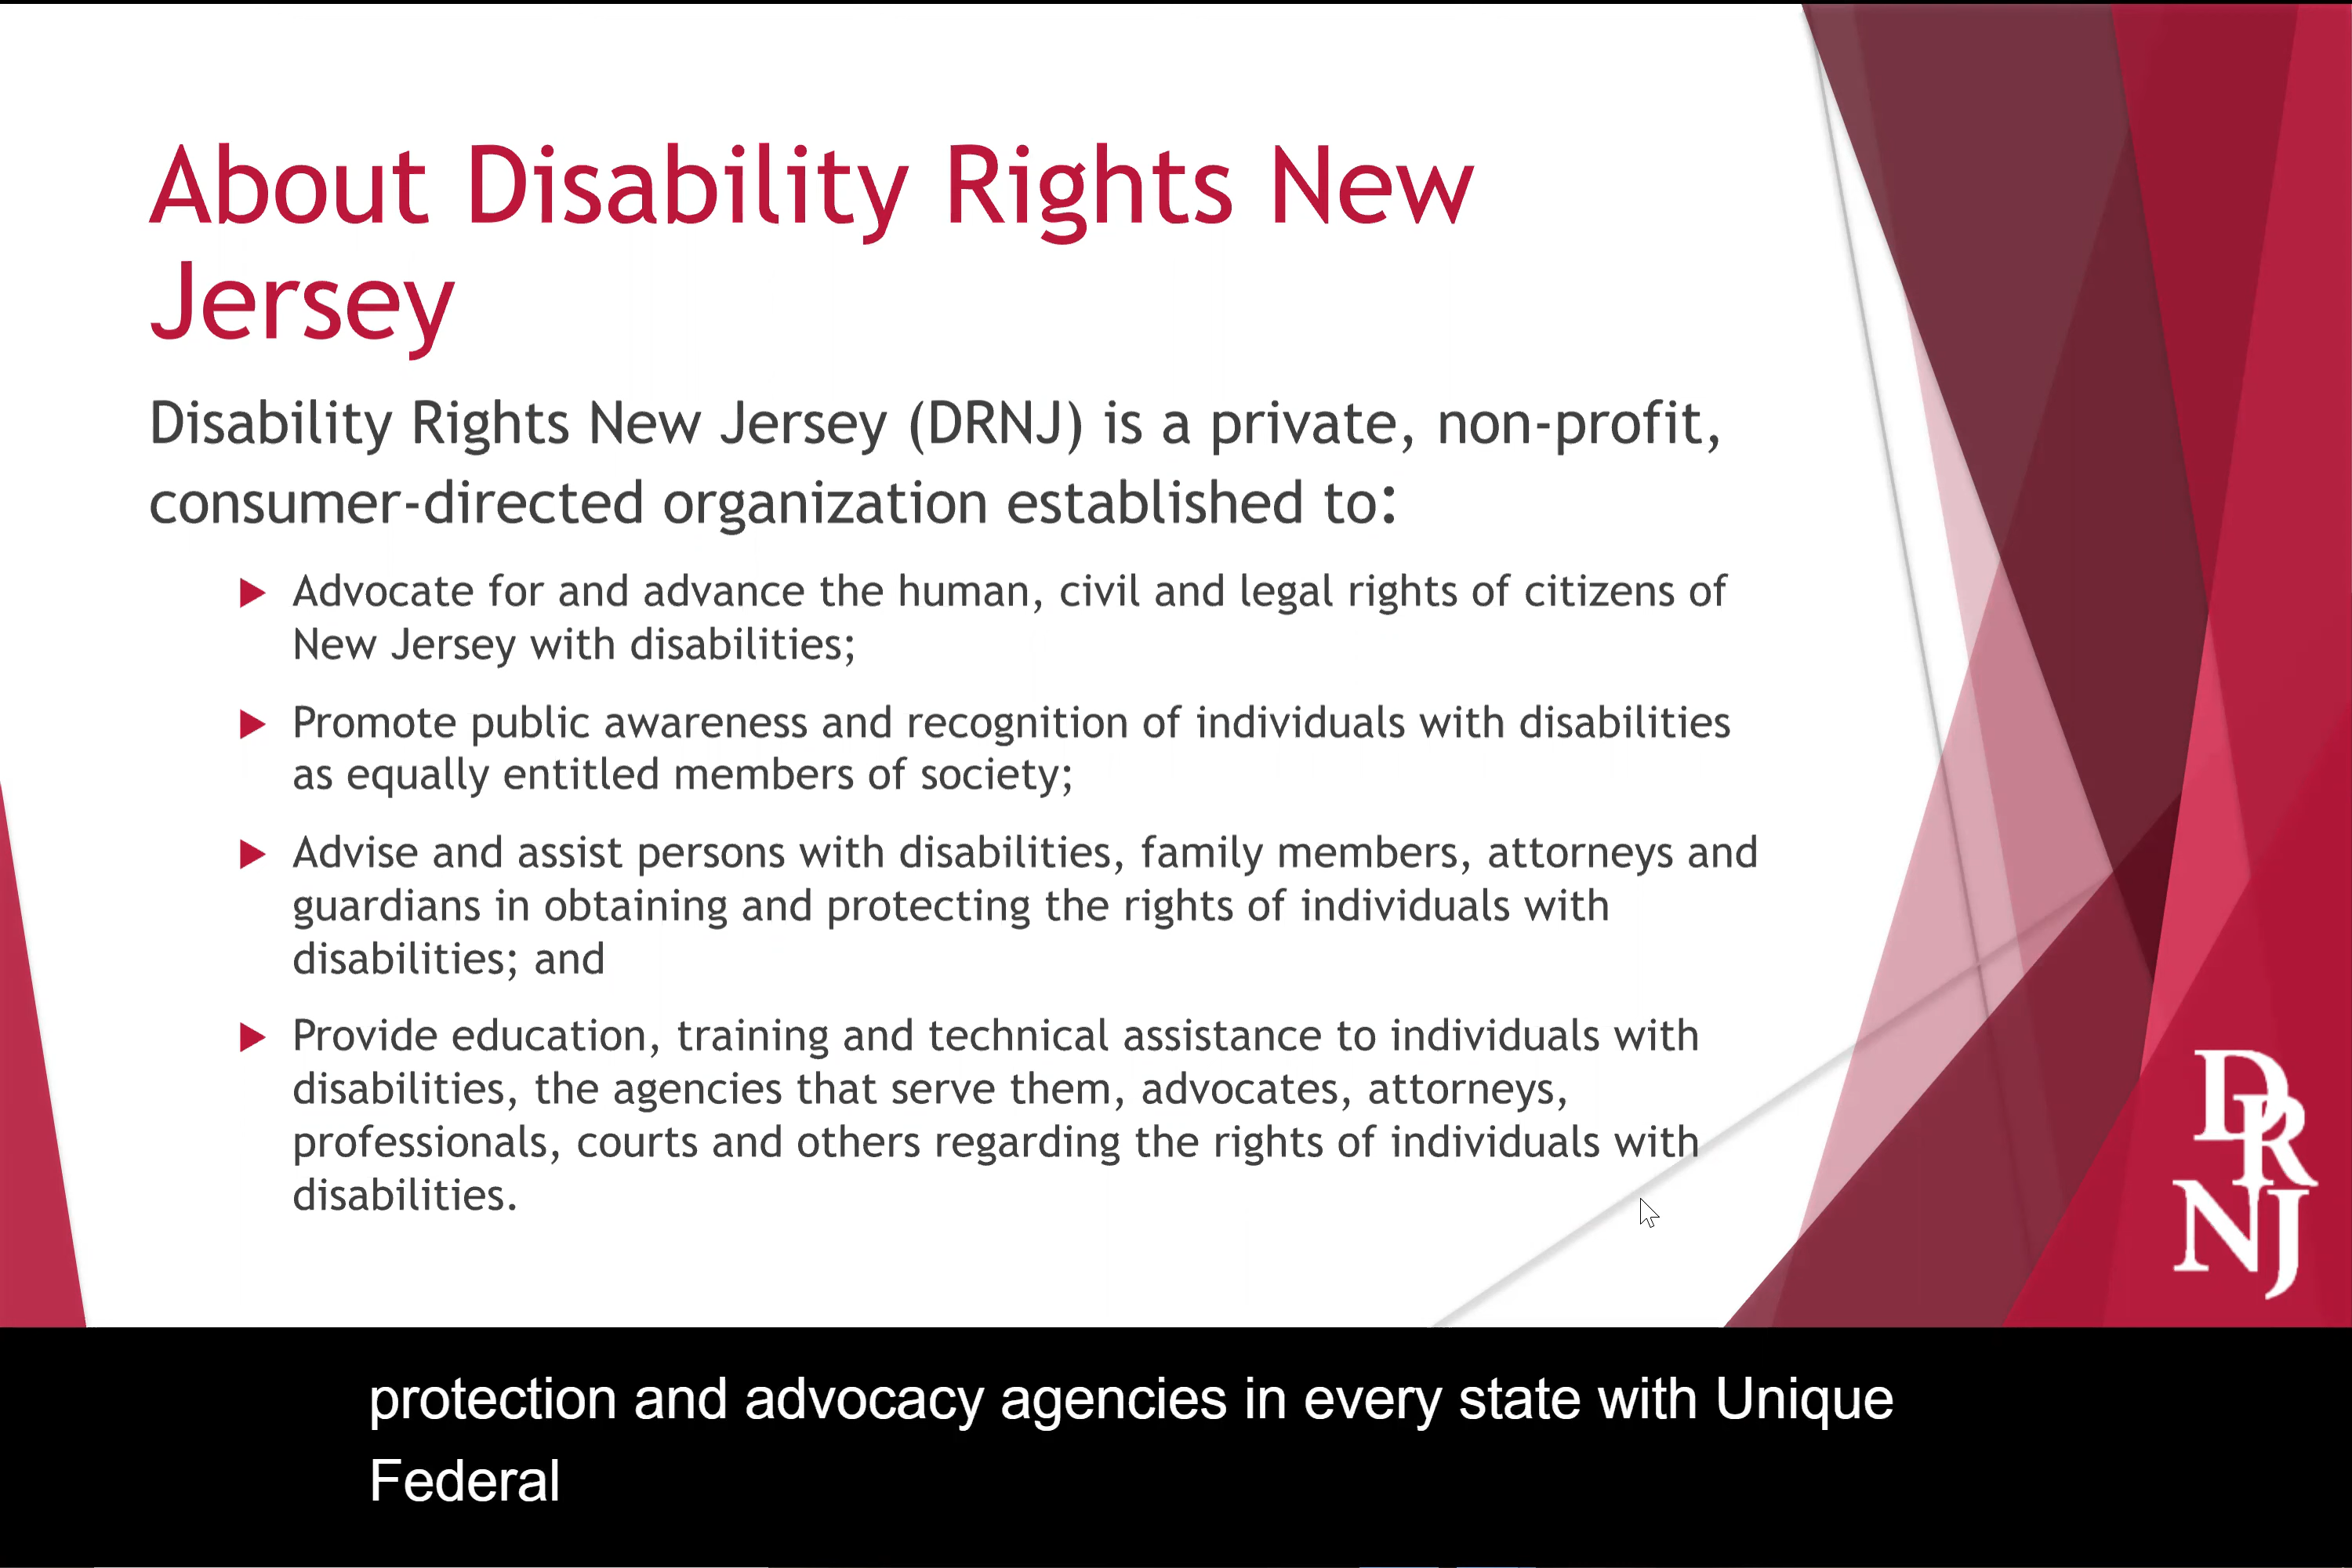 About Disability Rights New
Jersey
Disability Rights New Jersey (DRNJ) is a private, non-profit,
consumer-directed organization established to:
Advocate for and advance the human, civil and legal rights of citizens of
New Jersey with disabilities;
Promote public awareness and recognition of individuals with disabilities
as equally entitled members of society;
Advise and assist persons with disabilities, family members, attorneys and
guardians in obtaining and protecting the rights of individuals with
disabilities; and
Provide education, training and technical assistance to individuals with
disabilities, the agencies that serve them, advocates, attorneys,
professionals, courts and others regarding the rights of individuals with
disabilities.
DR
NJ
protection and advocacy agencies in every state with Unique
Federal